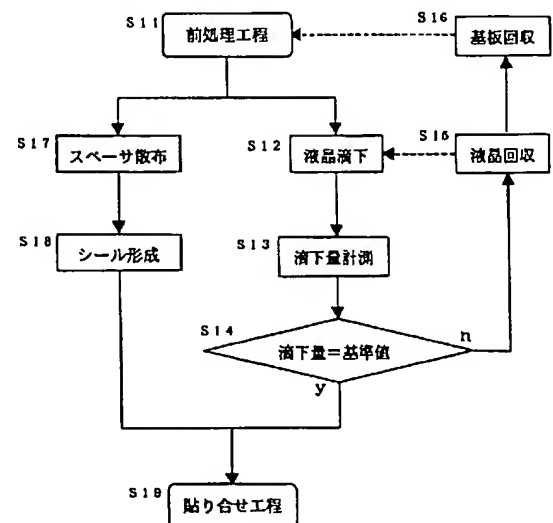 S11
前処理工程
S16
基板回収
S17
スペーサ散布
S12
液晶滴下
S15
液晶回収
S18
シール形成
S13
滴下量計測
S14
滴下量=基準値
n
y
S19
貼り合せ工程